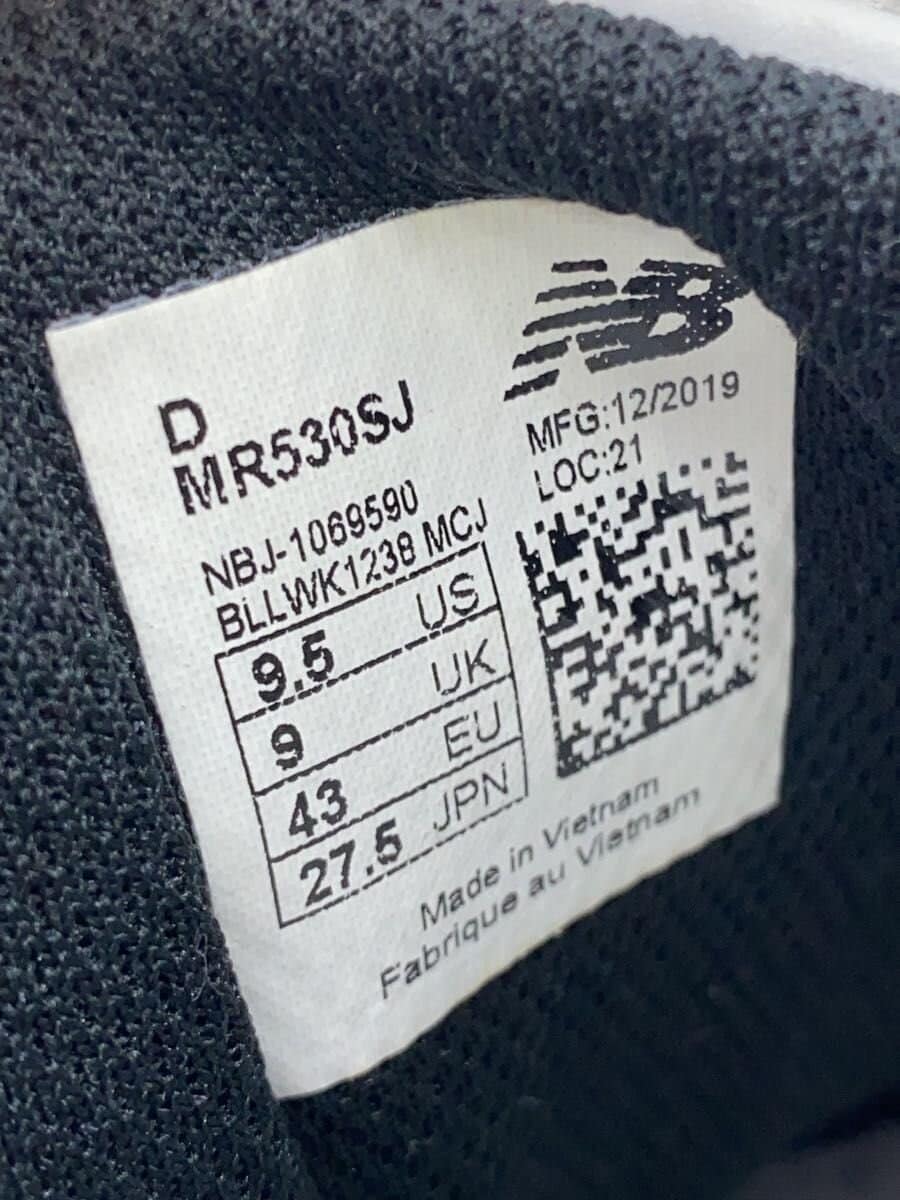 NB
D
MR530SJ
MFG:12/2019
LOC:21
NBJ-1069590
BLLWK1238 MCJ
9.5 US
9 UK
43 EU
27.5 JPN
Made in Vietnam
Fabrique au Vietnam